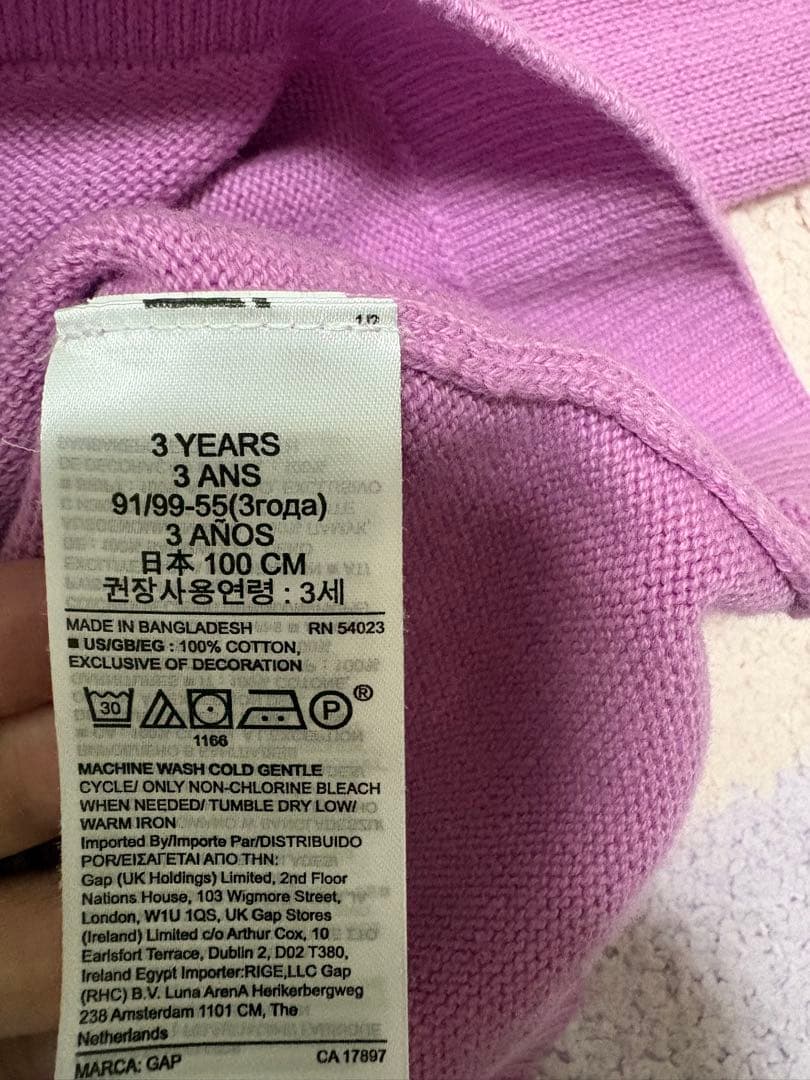 1/2
3 YEARS
3 ANS
91/99-55(3года)
3 AÑOS
日本 100 CM
권장사용연령 : 3세
MADE IN BANGLADESH RN 54023
■ US/GB/EG : 100% COTTON,
EXCLUSIVE OF DECORATION
30 P ®
1166
MACHINE WASH COLD GENTLE
CYCLE/ ONLY NON-CHLORINE BLEACH
WHEN NEEDED/ TUMBLE DRY LOW/
WARM IRON
Imported By/Importe Par/DISTRIBUIDO
POR/ΕΙΣΑΓΕΤΑΙ ΑΠΟ ΤΗΝ:
Gap (UK Holdings) Limited, 2nd Floor
Nations House, 103 Wigmore Street,
London, W1U 1QS, UK Gap Stores
(Ireland) Limited c/o Arthur Cox, 10
Earlsfort Terrace, Dublin 2, D02 T380,
Ireland Egypt Importer:RIGE,LLC Gap
(RHC) B.V. Luna ArenA Herikerbergweg
238 Amsterdam 1101 CM, The
Netherlands
MARCA: GAP CA 17897